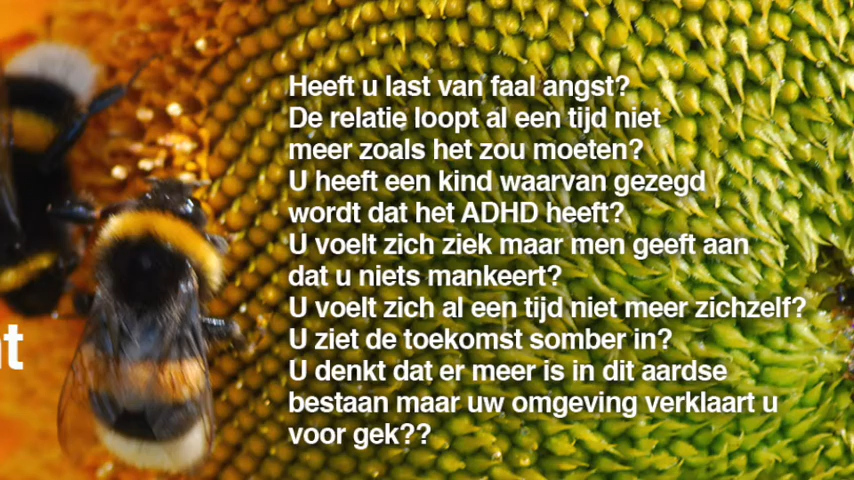 Heeft u last van faal angst?
De relatie loopt al een tijd niet
meer zoals het zou moeten?
U heeft een kind waarvan gezegd
wordt dat het ADHD heeft?
U voelt zich ziek maar men geeft aan
dat u niets mankeert?
U voelt zich al een tijd niet meer zichzelf?
U ziet de toekomst somber in?
U denkt dat er meer is in dit aardse
bestaan maar uw omgeving verklaart u
voor gek??